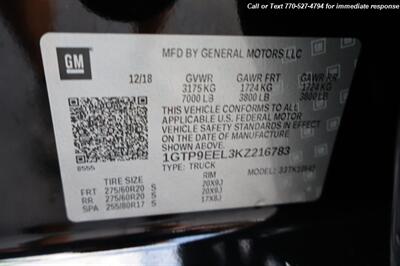 Call or Text 770-527-4794 for immediate response
GM
MFD BY GENERAL MOTORS LLC
12/18
GVWR GAWR FRT GAWR RR
3175 KG 1724 KG 1724 KG
7000 LB 3800 LB 3800 LB
THIS VEHICLE CONFORMS TO ALL
APPLICABLE U.S. FEDERAL MOTOR
VEHICLE SAFETY STANDARDS IN EFFECT
ON THE DATE OF MANUFACTURE
SHOWN ABOVE.
1GTP9EEL3KZ216783
TYPE: TRUCK MODEL:
TIRE SIZE RIM
FRT 275/60R20 S 20X9J
RR 275/60R20 S 20X9J
SPA 255/80R17 S 17X8J